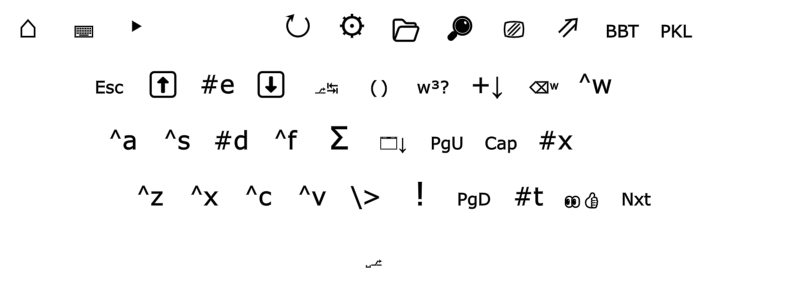 ⌂ ⌨ ▶ ↻ BBT PKL
Esc ⬆ #e ⬇ () w³? +↓ ⌫w ^w
^a ^s #d ^f Σ ↓ PgU Cap #x
^z ^x ^c ^v \> ! PgD #t 👀👍 Nxt